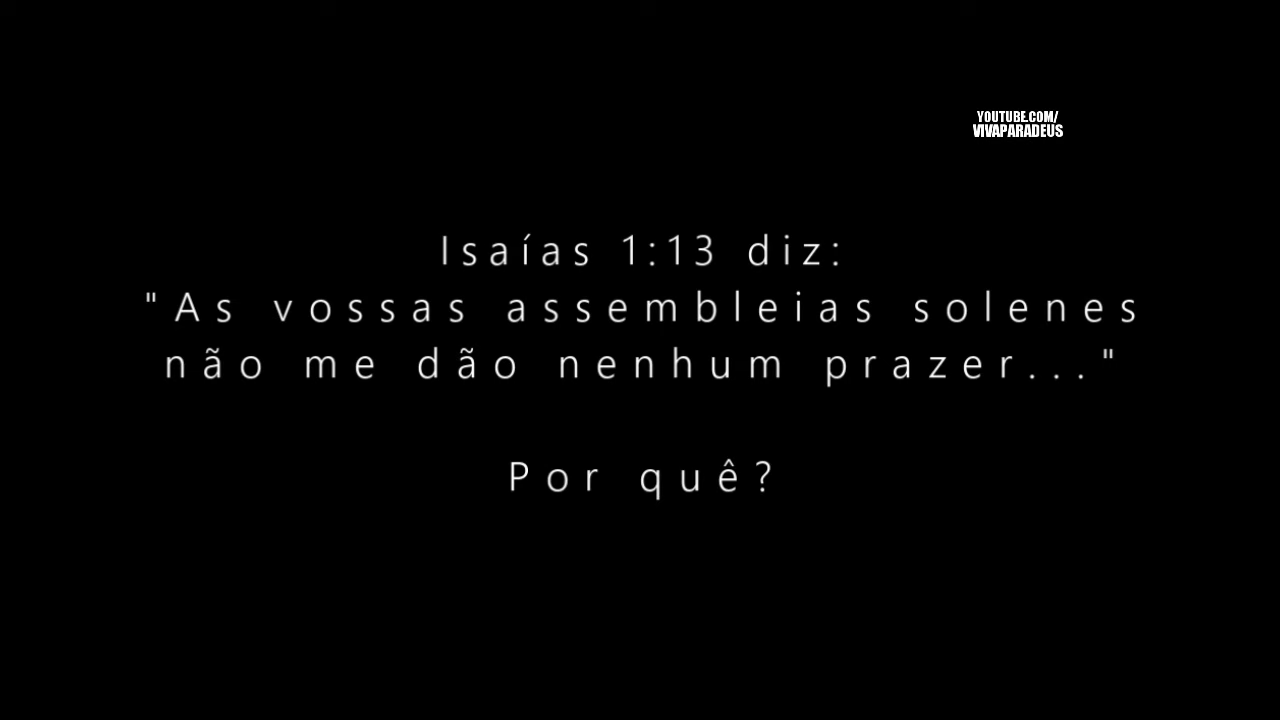 YOUTUBE.COM/
VIVAPARADEUS
Isaías 1:13 diz:
"As vossas assembleias solenes
não me dão nenhum prazer..."
Por quê?